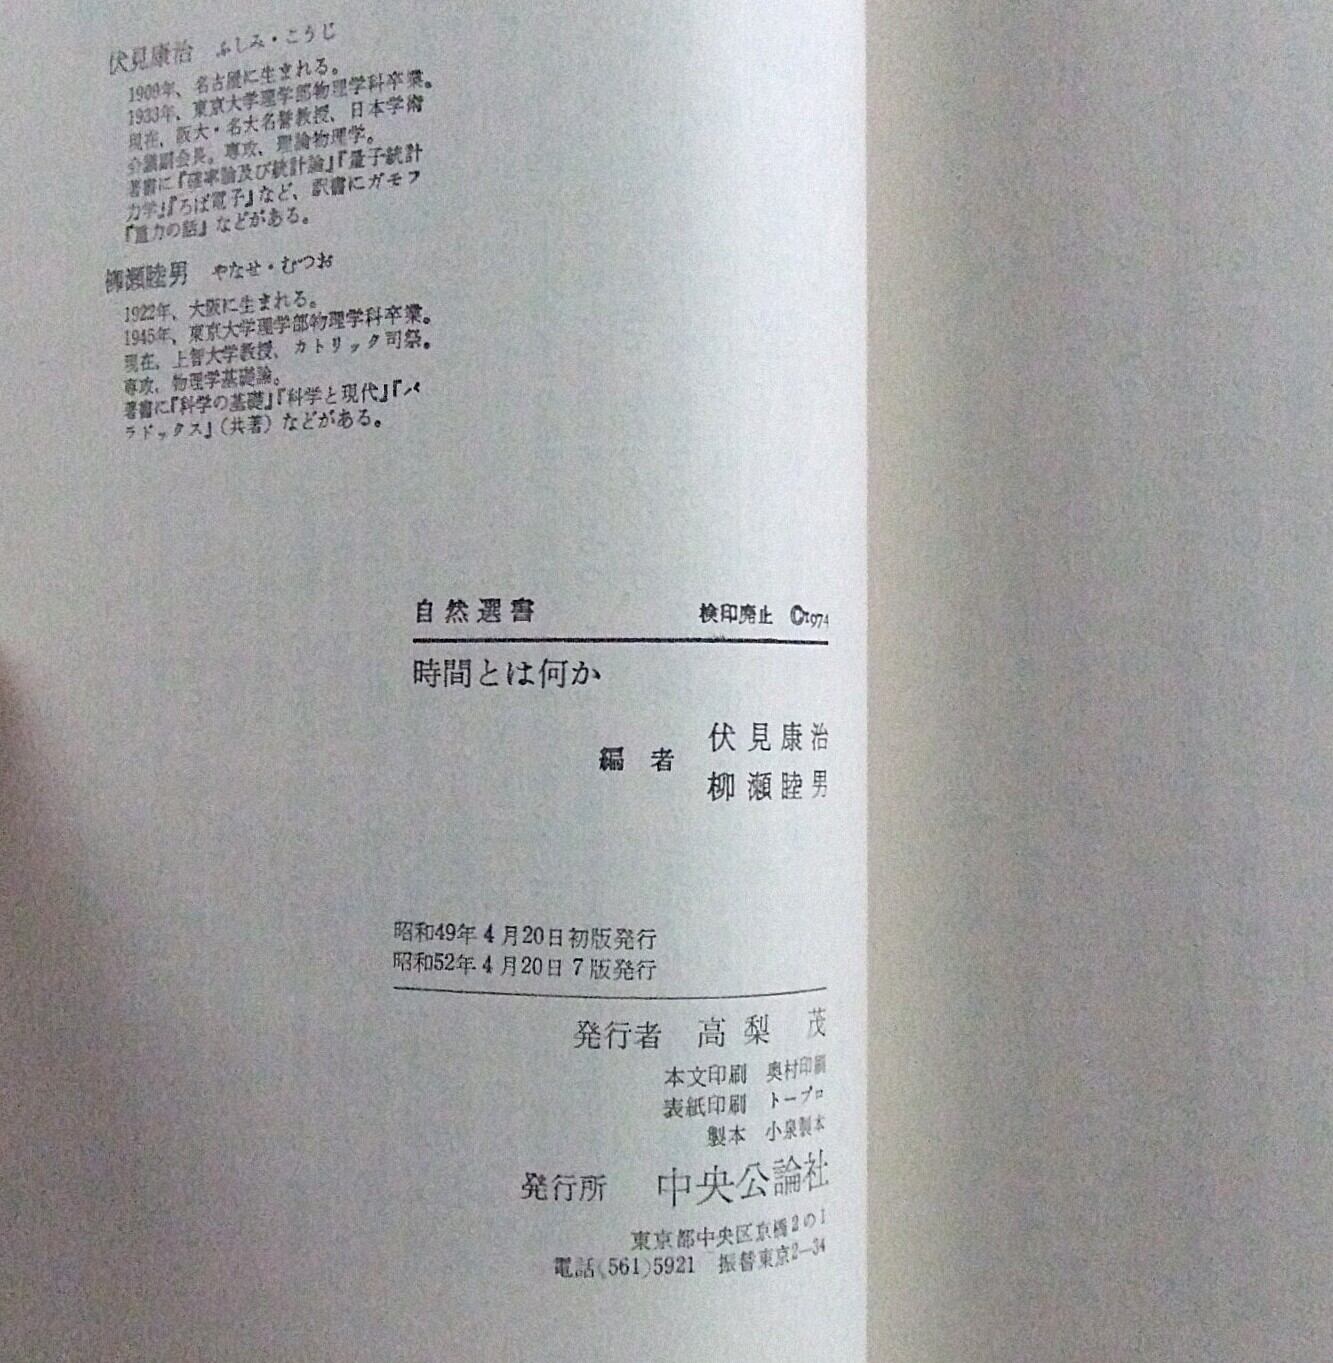 伏見康治 ふしみ・こうじ
1909年、名古屋に生まれる。
1933年、東京大学理学部物理学科卒業。
現在、阪大・名大名誉教授、日本学術
会議副会長。専攻、理論物理学。
著書に『確率論及び統計論』『量子統計
力学』『ろば電子』など、訳書にガモフ
『重力の話』などがある。
柳瀬睦男 やなせ・むつお
1922年、大阪に生まれる。
1945年、東京大学理学部物理学科卒業。
現在、上智大学教授、カトリック司祭。
専攻、物理学基礎論。
著書に『科学の基礎』『科学と現代』『パ
ラドックス』（共著）などがある。
自然選書 検印廃止 ©1974
時間とは何か
編者 伏見康治
柳瀬睦男
昭和49年4月20日初版発行
昭和52年4月20日7版発行
発行者 高梨 茂
本文印刷 奥村印刷
表紙印刷 トープロ
製本 小泉製本
発行所 中央公論社
東京都中央区京橋2の1
電話(561)5921 振替東京2―34